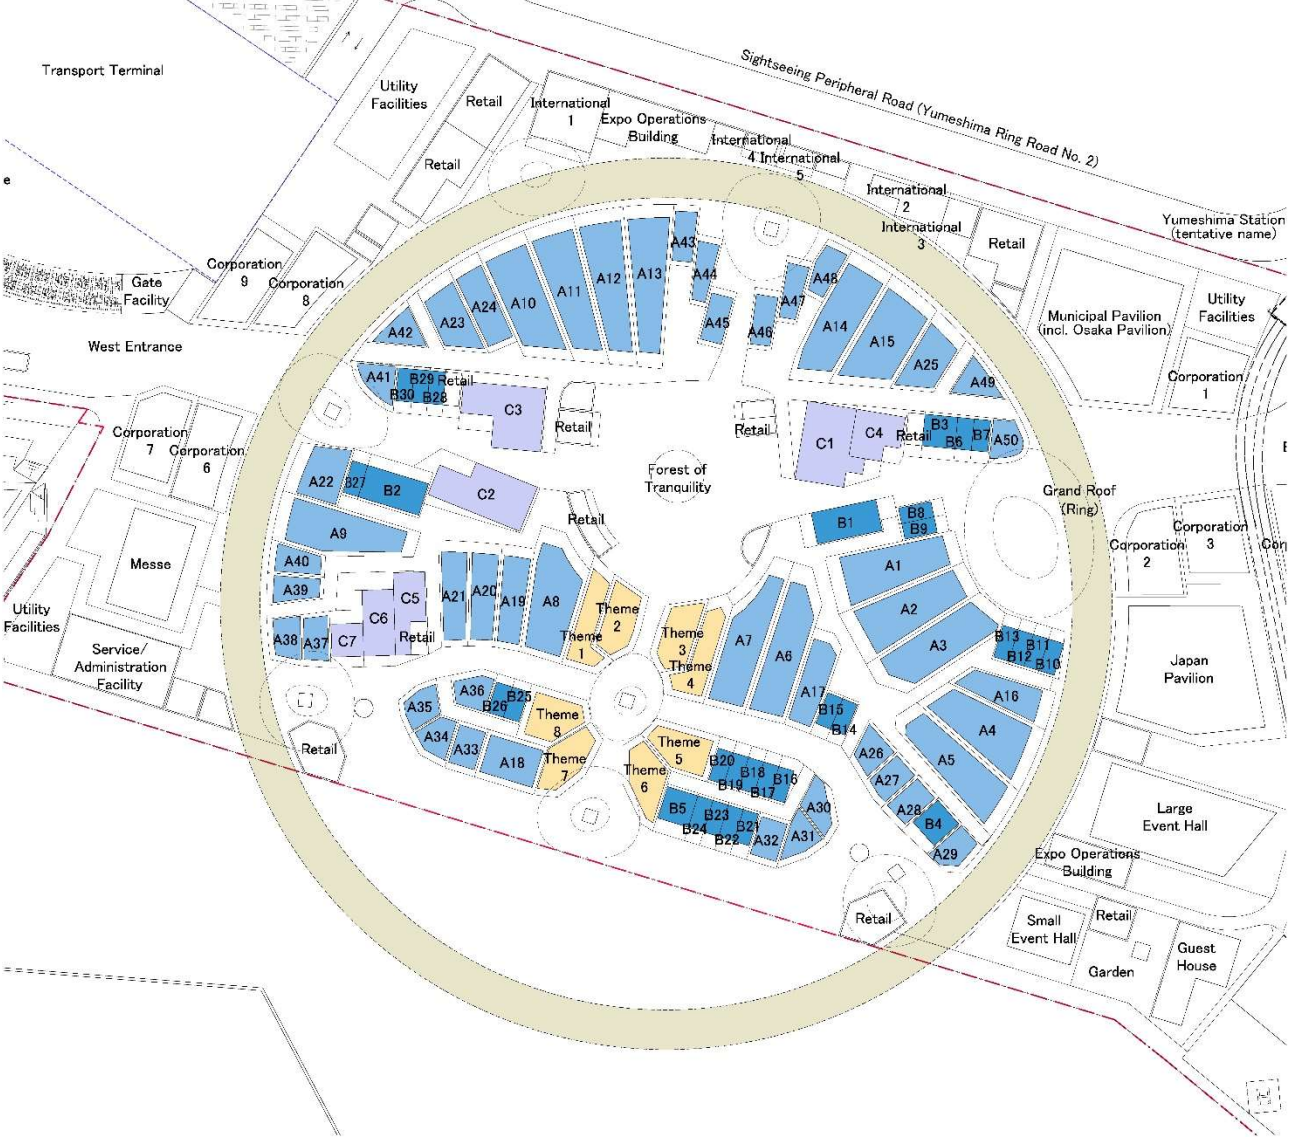 Sightseeing Peripheral Road (Yumeshima Ring Road No. 2)
Transport Terminal
Utility
Facilities
Retail
International
1
Expo Operations
Building
International
4
International
5
Retail
e
International
2
International
3
Yumeshima Station
(tentative name)
Retail
Corporation
9
Corporation
8
Gate
Facility
Utility
Facilities
Municipal Pavilion
(incl. Osaka Pavilion)
West Entrance
Corporation
1
A43
A44
A45
A46
A47
A48
A13
A12
A11
A10
A24
A23
A42
A14
A15
A25
A49
A41
B29
B30
B28
Retail
C3
Retail
Retail
C1
C4
Retail
B3
B6
B7
A50
Corporation
7
Corporation
6
A22
B27
B2
C2
Forest of
Tranquility
Grand Roof
(Ring)
Retail
B1
B8
B9
Corporation
3
Corporation
2
Cor
E
Messe
A9
A40
A39
A38
A37
C5
C6
C7
Retail
A21
A20
A19
A8
Theme
1
Theme
2
Theme
3
Theme
4
A7
A6
A17
B15
B14
A1
A2
A3
B13
B11
B12
B10
Utility
Facilities
Service/
Administration
Facility
Japan
Pavilion
A16
A4
A5
A35
A36
B25
B26
A34
A33
A18
Theme
8
Theme
7
Theme
5
Theme
6
B20
B18
B16
B19
B17
B5
B23
B21
B24
B22
A32
A31
A30
A26
A27
A28
B4
A29
Retail
Large
Event Hall
Expo Operations
Building
Retail
Small
Event Hall
Retail
Guest
House
Garden
H